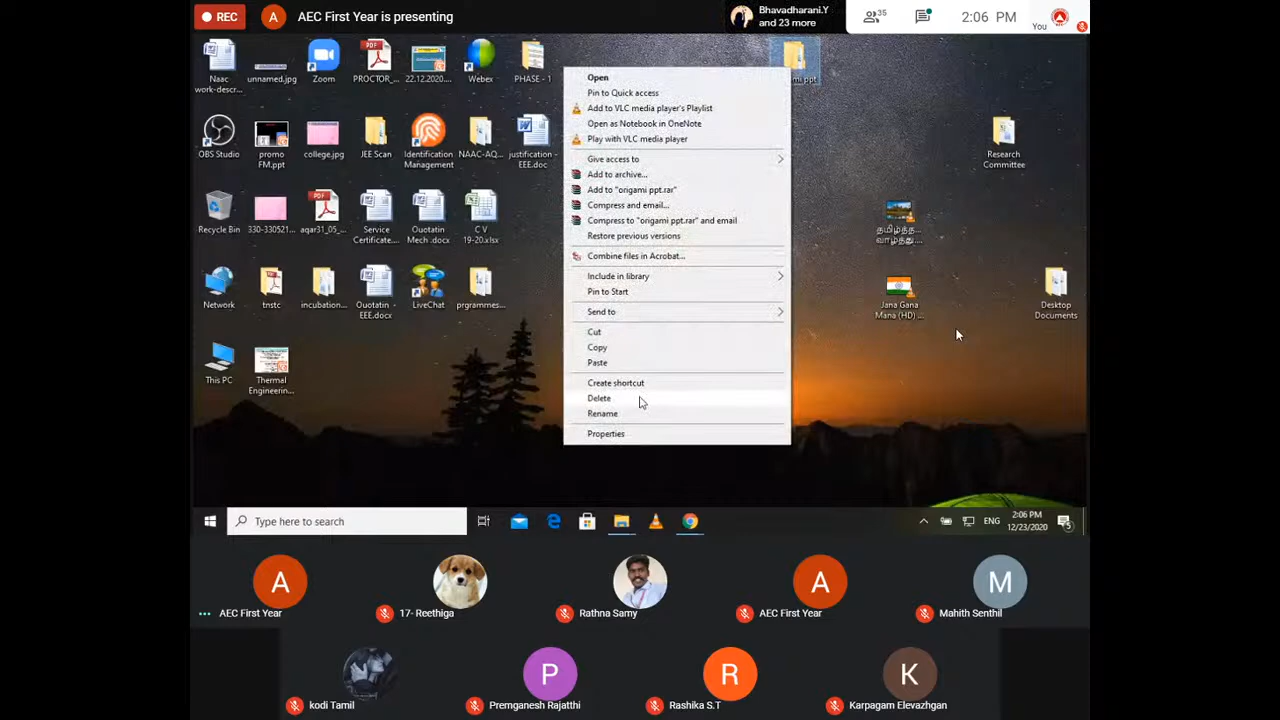 REC
A
AEC First Year is presenting
Bhavadharani.Y
and 23 more
35
2:06 PM
You
Naac
work-descr...
unnamed.jpg
Zoom
PROCTOR_...
22.12.2020....
Webex
PHASE - 1
OBS Studio
promo
FM.ppt
college.jpg
JEE Scan
Identification
Management
NAAC-AQ...
justification -
EEE.doc
Recycle Bin
330-330521...
aqar31_05_...
Service
Certificate....
Ouotatin
Mech .docx
C V
19-20.xlsx
Network
tnstc
incubation...
Quotatin -
EEE.docx
LiveChat
prgrammes...
This PC
Thermal
Engineerin...
Open
Pin to Quick access
Add to VLC media player's Playlist
Open as Notebook in OneNote
Play with VLC media player
Give access to
Add to archive...
Add to "origami ppt.rar"
Compress and email...
Compress to "origami ppt.rar" and email
Restore previous versions
Combine files in Acrobat...
Include in library
Pin to Start
Send to
Cut
Copy
Paste
Create shortcut
Delete
Rename
Properties
mi ppt
Research
Committee
தமிழ்த்த...
வாழ்த்து....
Jana Gana
Mana (HD) ...
Desktop
Documents
Type here to search
ENG
2:06 PM
12/23/2020
5
A
AEC First Year
17- Reethiga
Rathna Samy
A
AEC First Year
M
Mahith Senthil
kodi Tamil
P
Premganesh Rajatthi
R
Rashika S.T
K
Karpagam Elevazhgan